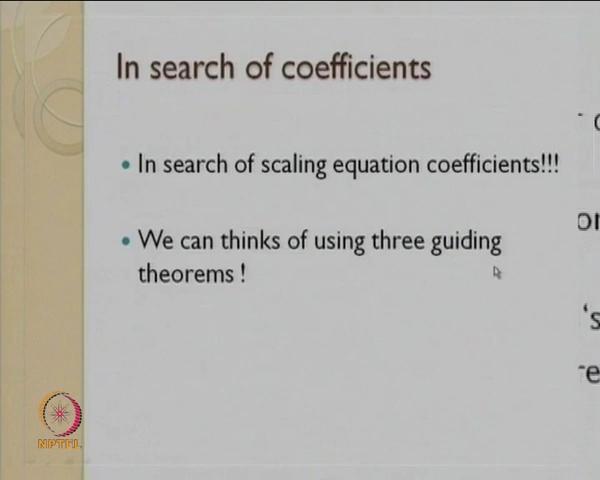 In search of coefficients
• In search of scaling equation coefficients!!!
• We can thinks of using three guiding
theorems !
NPTEL